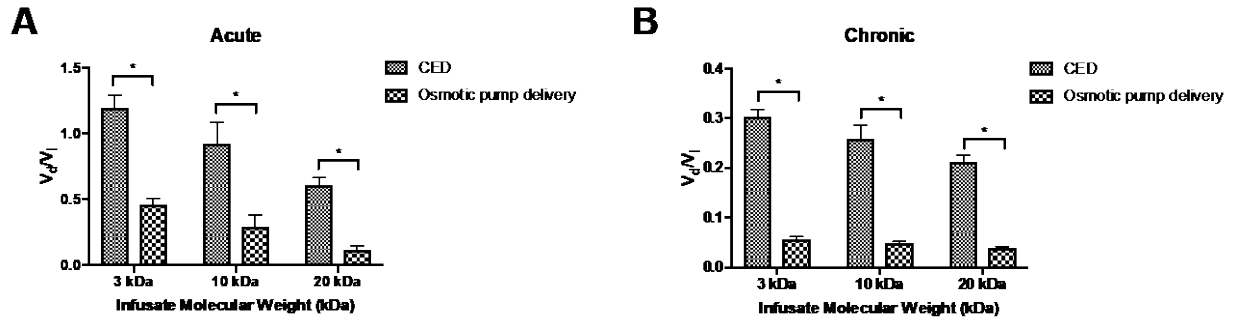 A
Acute
1.5
1.0
0.5
0.0
Vd/Vi
*
*
*
3 kDa 10 kDa 20 kDa
Infusate Molecular Weight (kDa)
CED
Osmotic pump delivery
B
Chronic
0.4
0.3
0.2
0.1
0.0
Vd/Vi
*
*
*
3 kDa 10 kDa 20 kDa
Infusate Molecular Weight (kDa)
CED
Osmotic pump delivery